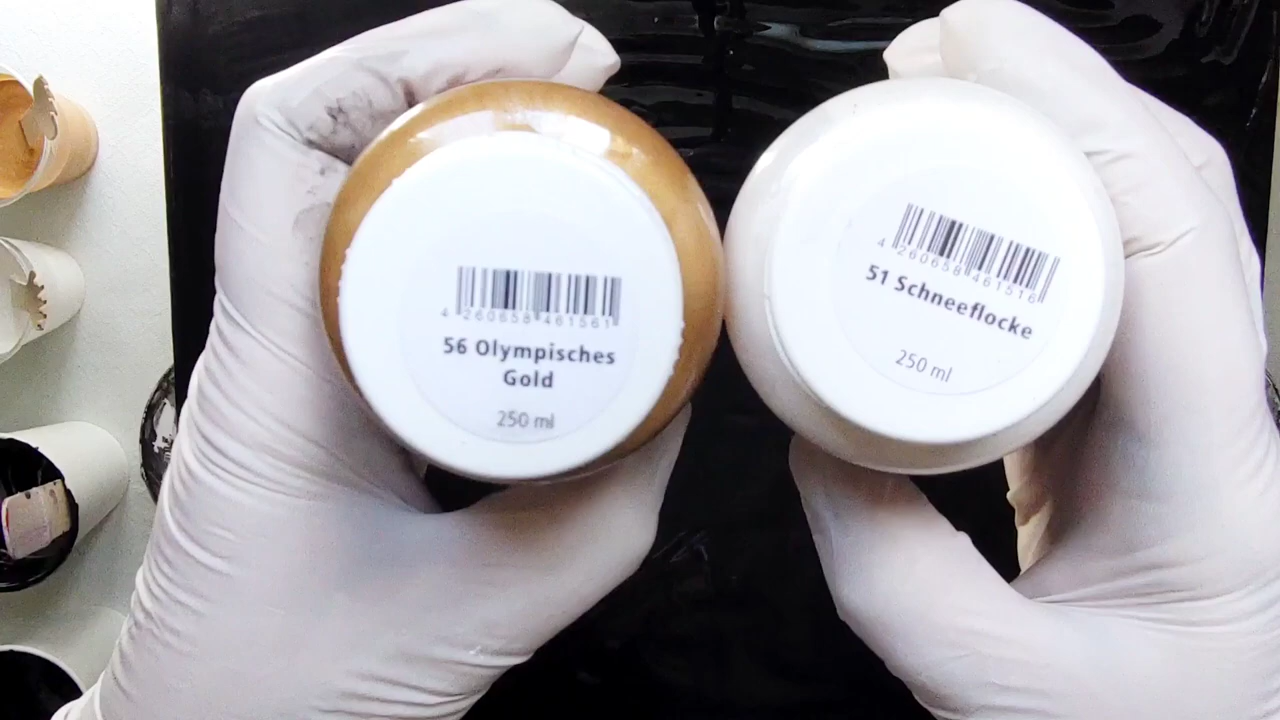 4 260658 461561
56 Olympisches
Gold
250 ml
4 260658 461516
51 Schneeflocke
250 ml